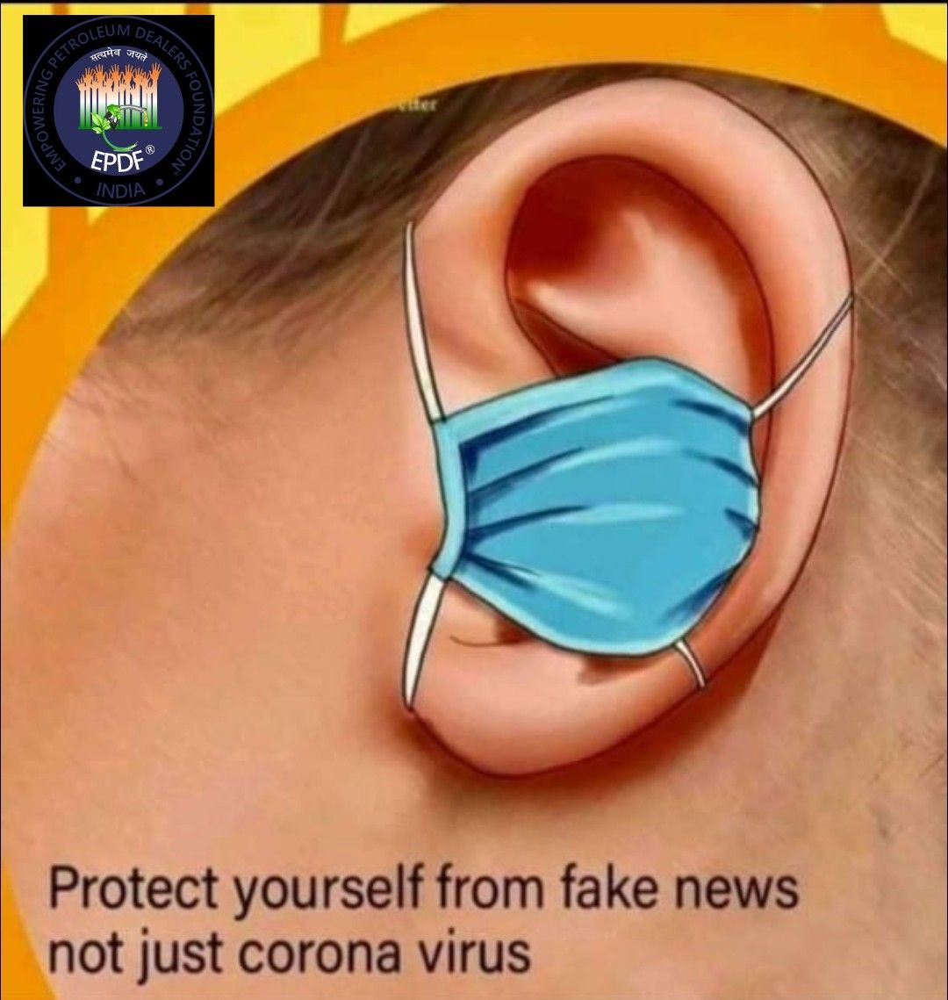 EMPOWERING PETROLEUM DEALERS FOUNDATION
सत्यमेव जयते
EPDF®
• INDIA •
Protect yourself from fake news
not just corona virus